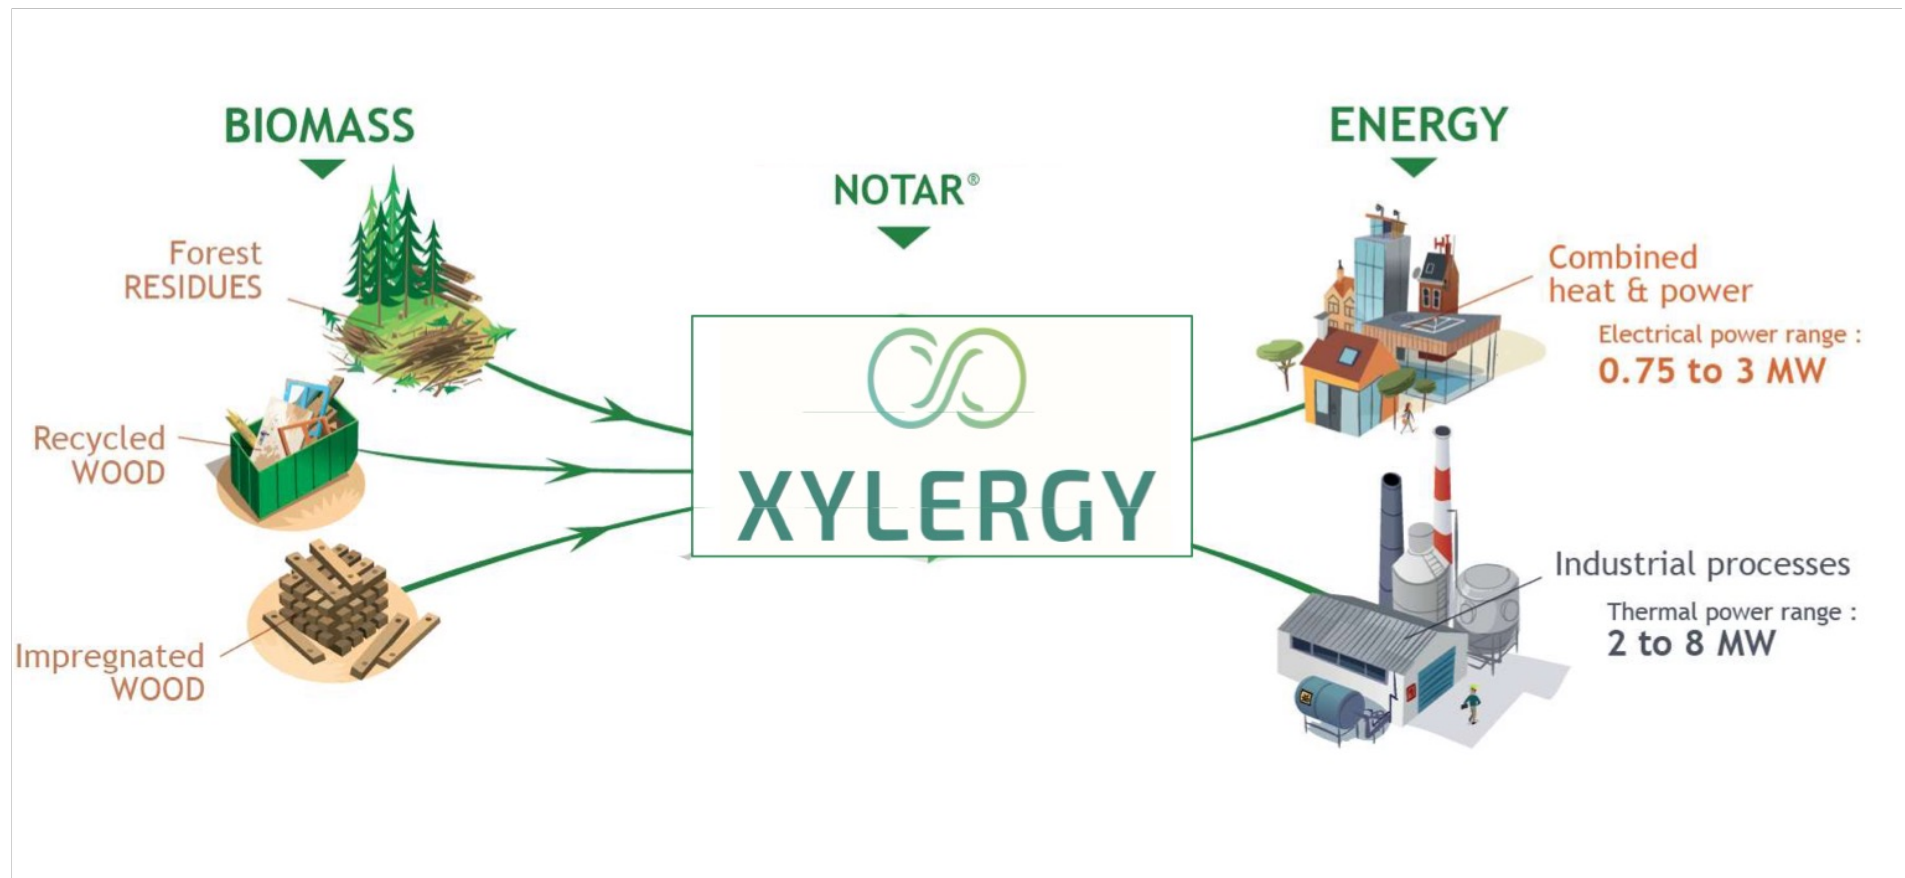 BIOMASS
Forest
RESIDUES
Recycled
WOOD
Impregnated
WOOD
NOTAR®
XYLERGY
ENERGY
Combined
heat & power
Electrical power range :
0.75 to 3 MW
Industrial processes
Thermal power range :
2 to 8 MW